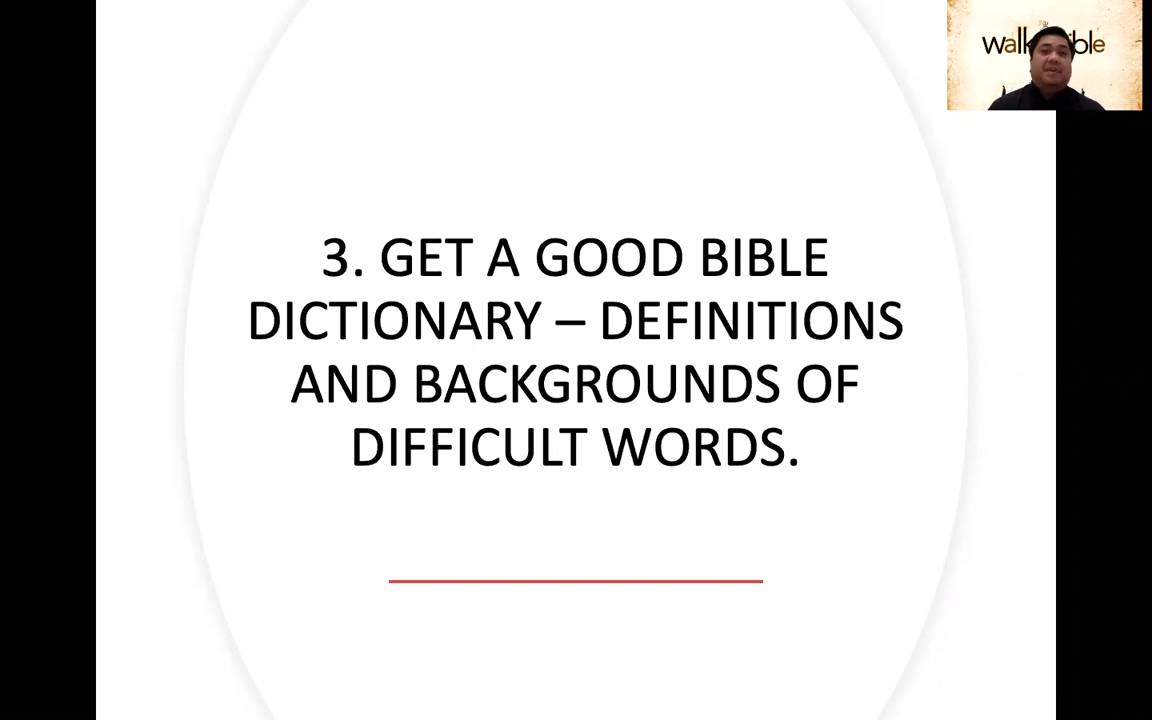 3. GET A GOOD BIBLE
DICTIONARY – DEFINITIONS
AND BACKGROUNDS OF
DIFFICULT WORDS.